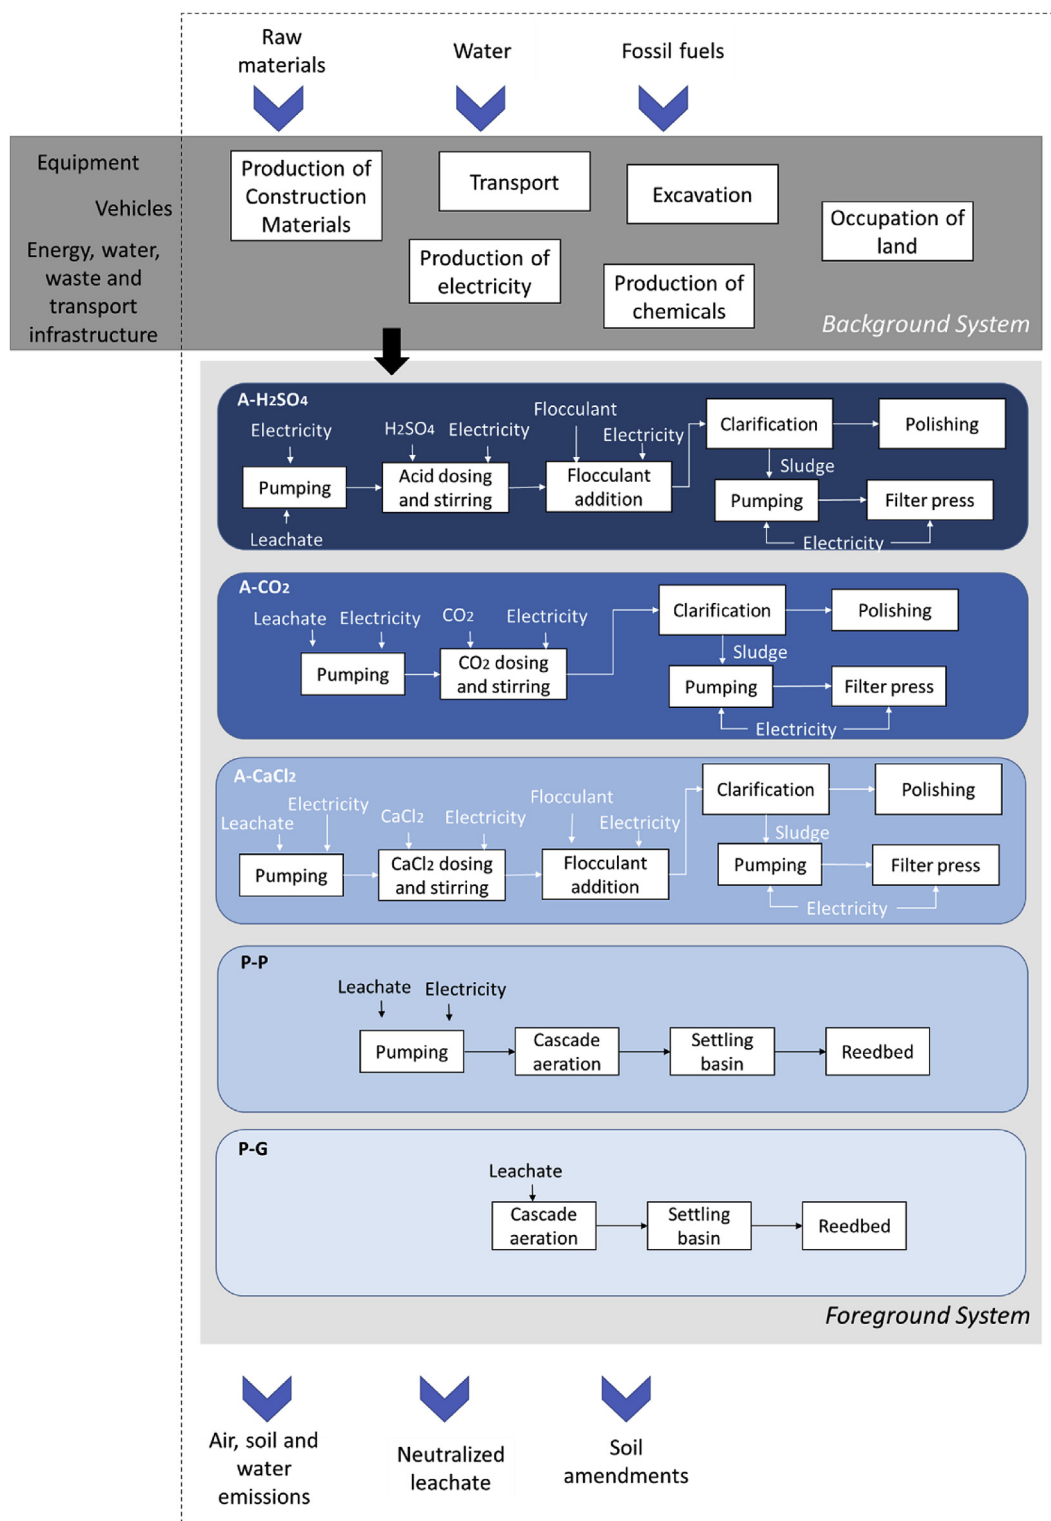 Raw
materials
Water
Fossil fuels
Equipment
Vehicles
Energy, water,
waste and
transport
infrastructure
Production of
Construction
Materials
Transport
Excavation
Occupation of
land
Production of
electricity
Production of
chemicals
Background System
A-H2SO4
Electricity
H2SO4
Electricity
Flocculant
Electricity
Pumping
Acid dosing
and stirring
Flocculant
addition
Clarification
Polishing
Sludge
Pumping
Filter press
Leachate
Electricity
A-CO2
Leachate
Electricity
CO2
Electricity
Pumping
CO2 dosing
and stirring
Clarification
Polishing
Sludge
Pumping
Filter press
Electricity
A-CaCl2
Leachate
Electricity
CaCl2
Electricity
Flocculant
Electricity
Pumping
CaCl2 dosing
and stirring
Flocculant
addition
Clarification
Polishing
Sludge
Pumping
Filter press
Electricity
P-P
Leachate
Electricity
Pumping
Cascade
aeration
Settling
basin
Reedbed
P-G
Leachate
Cascade
aeration
Settling
basin
Reedbed
Foreground System
Air, soil and
water
emissions
Neutralized
leachate
Soil
amendments